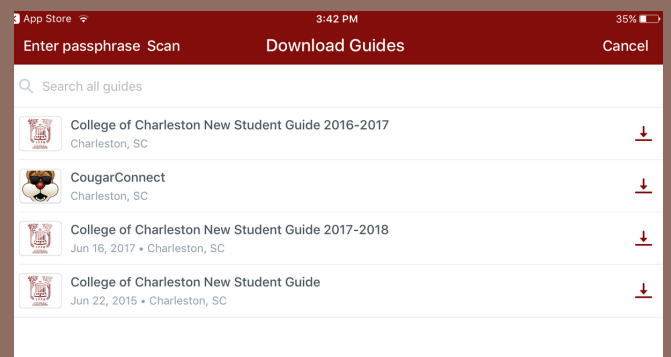 App Store 3:42 PM 35%
Enter passphrase Scan Download Guides Cancel
Search all guides
College of Charleston New Student Guide 2016-2017
Charleston, SC
CougarConnect
Charleston, SC
College of Charleston New Student Guide 2017-2018
Jun 16, 2017 • Charleston, SC
College of Charleston New Student Guide
Jun 22, 2015 • Charleston, SC